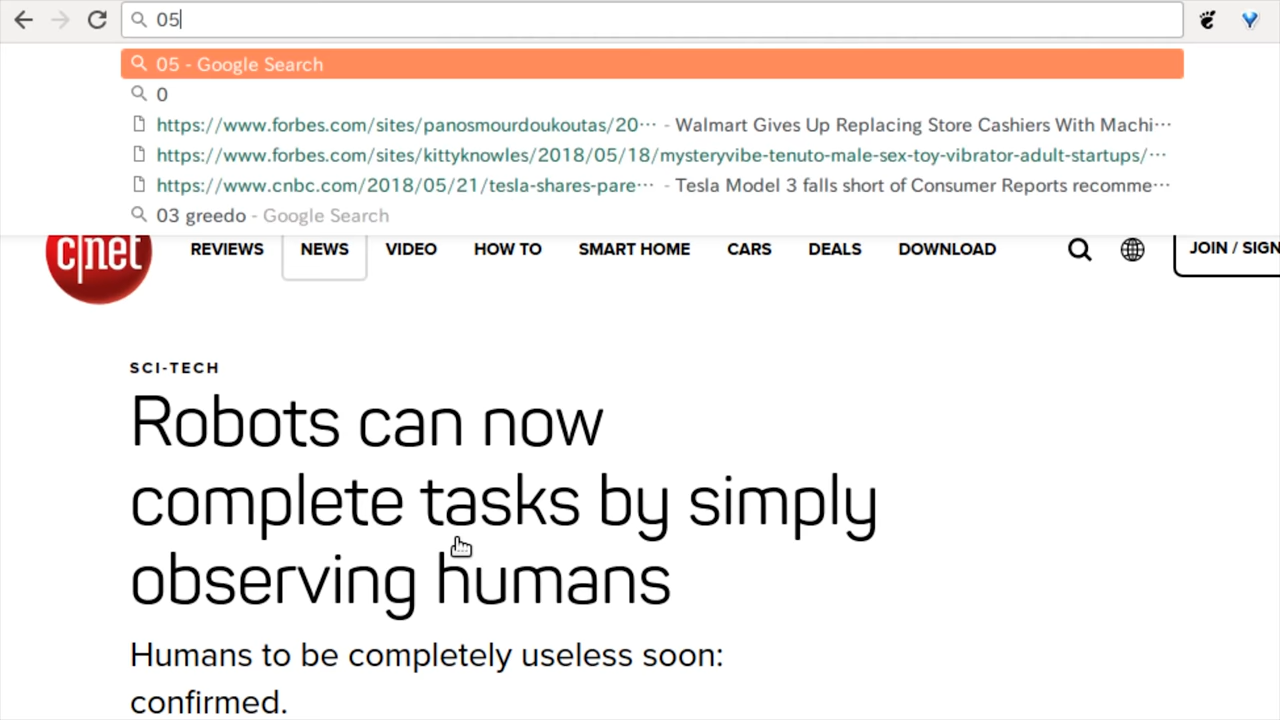 05
05 - Google Search
0
https://www.forbes.com/sites/panosmourdoukoutas/20··· - Walmart Gives Up Replacing Store Cashiers With Machi···
https://www.forbes.com/sites/kittyknowles/2018/05/18/mysteryvibe-tenuto-male-sex-toy-vibrator-adult-startups/···
https://www.cnbc.com/2018/05/21/tesla-shares-pare··· - Tesla Model 3 falls short of Consumer Reports recomme···
03 greedo - Google Search
c|net REVIEWS NEWS VIDEO HOW TO SMART HOME CARS DEALS DOWNLOAD JOIN / SIGN
SCI-TECH
Robots can now
complete tasks by simply
observing humans
Humans to be completely useless soon:
confirmed.